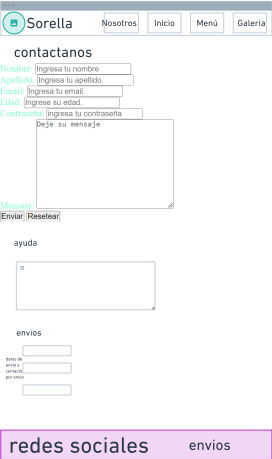 Sorella
Nosotros
Inicio
Menú
Galeria
contactanos
Nombre: Ingresa tu nombre
Apellido: Ingresa tu apellido.
Email: Ingresa tu email.
Edad: Ingrese su edad.
Contraseña: ingresa tu contraseña
Deje su mensaje
Mensaje:
Enviar Resetear
ayuda
envios
datos de
envio y
contacto
por envio
redes sociales
envios